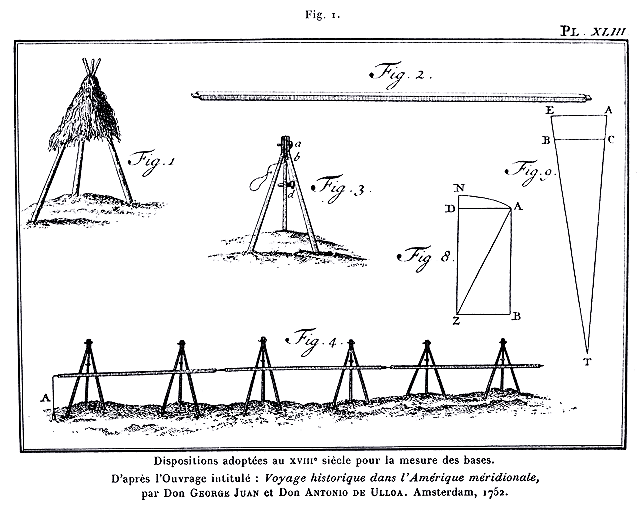 Fig. 1.
PL. XLIII
Fig. 2.
Fig. 1
a
b
d
Fig. 3.
E A
B C
Fig. 9.
T
N
D A
Fig 8.
Z B
Fig. 4.
A
Dispositions adoptées au XVIIIe siècle pour la mesure des bases.
D'après l'Ouvrage intitulé : Voyage historique dans l'Amérique méridionale,
par Don GEORGE JUAN et Don ANTONIO DE ULLOA. Amsterdam, 1752.